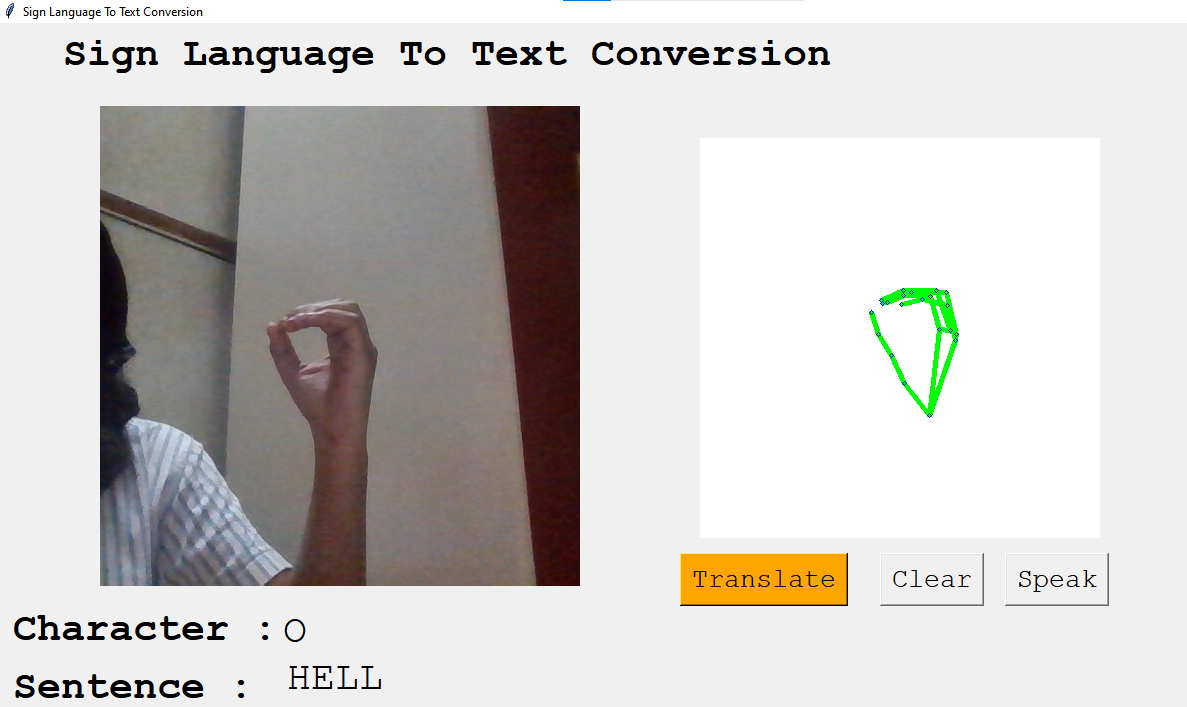 Sign Language To Text Conversion
Sign Language To Text Conversion
Translate Clear Speak
Character : O
Sentence : HELL